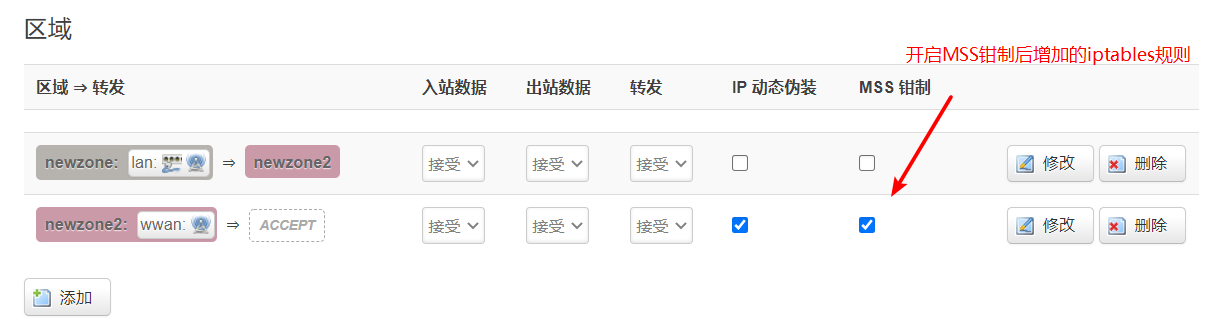 区域
开启MSS钳制后增加的iptables规则
区域 ⇒ 转发 入站数据 出站数据 转发 IP 动态伪装 MSS 钳制
newzone: lan: ⇒ newzone2 接受 接受 接受 修改 删除
newzone2: wwan: ⇒ ACCEPT 接受 接受 接受 修改 删除
添加